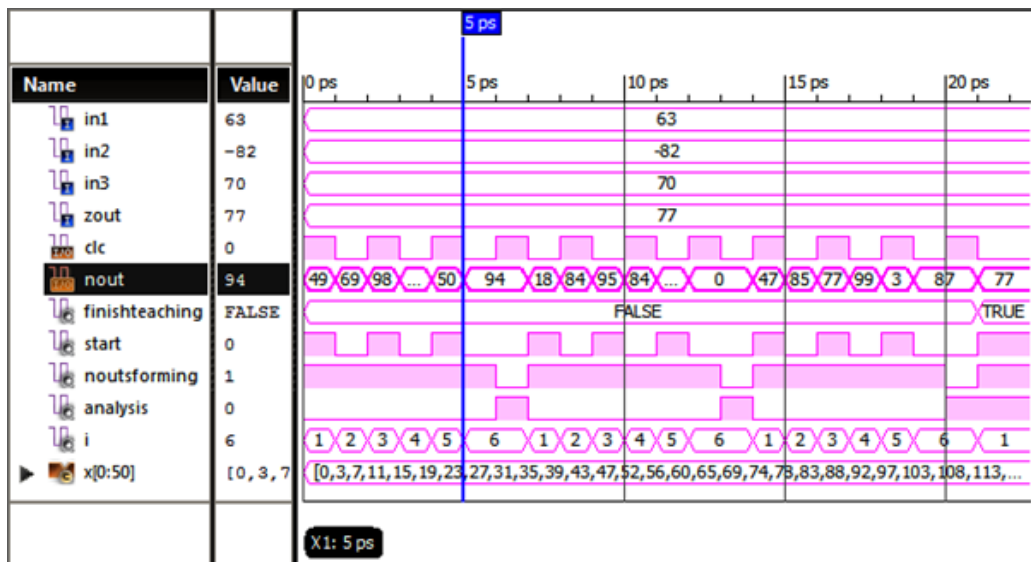 5 ps
Name Value 0 ps 5 ps 10 ps 15 ps 20 ps
in1 63 63
in2 -82 -82
in3 70 70
zout 77 77
clc 0
nout 94 49 69 98 ... 50 94 18 84 95 84 ... 0 47 85 77 99 3 87 77
finishteaching FALSE FALSE TRUE
start 0
noutsforming 1
analysis 0
i 6 1 2 3 4 5 6 1 2 3 4 5 6 1 2 3 4 5 6 1
x[0:50] [0,3,7 [0,3,7,11,15,19,23,27,31,35,39,43,47,52,56,60,65,69,74,78,83,88,92,97,103,108,113,...
X1: 5 ps